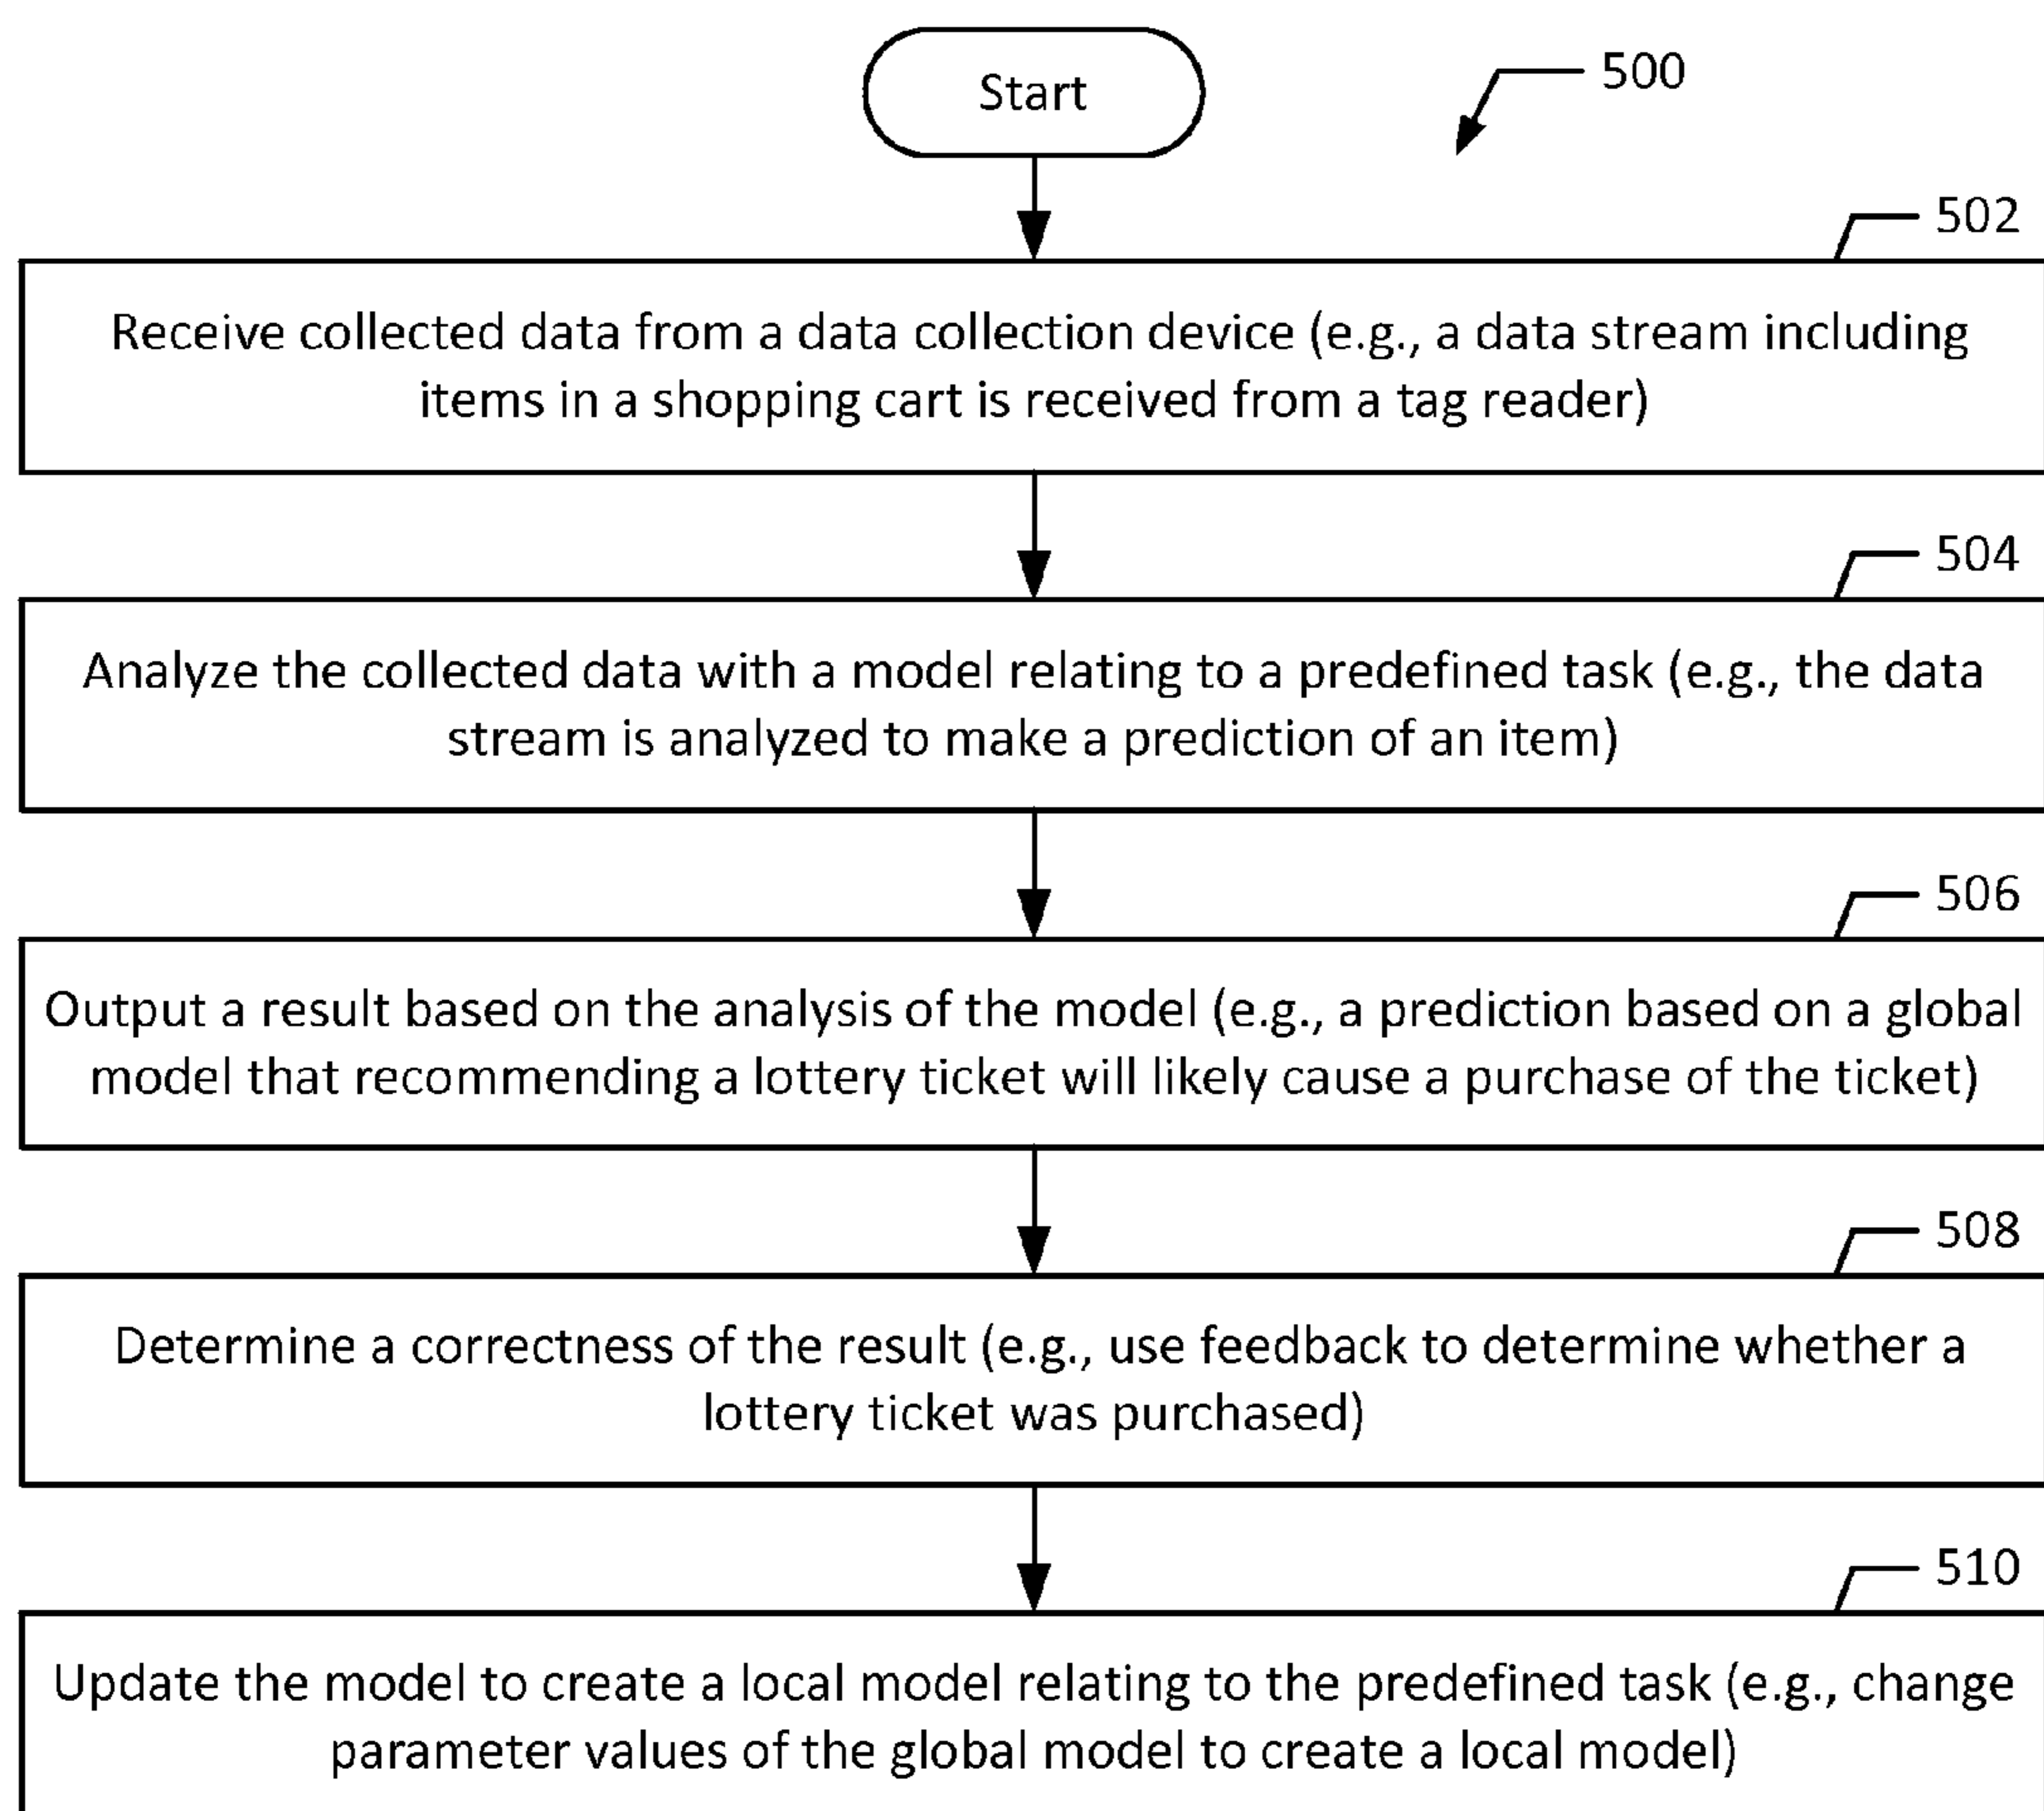 Start
500
502
Receive collected data from a data collection device (e.g., a data stream including
items in a shopping cart is received from a tag reader)
504
Analyze the collected data with a model relating to a predefined task (e.g., the data
stream is analyzed to make a prediction of an item)
506
Output a result based on the analysis of the model (e.g., a prediction based on a global
model that recommending a lottery ticket will likely cause a purchase of the ticket)
508
Determine a correctness of the result (e.g., use feedback to determine whether a
lottery ticket was purchased)
510
Update the model to create a local model relating to the predefined task (e.g., change
parameter values of the global model to create a local model)